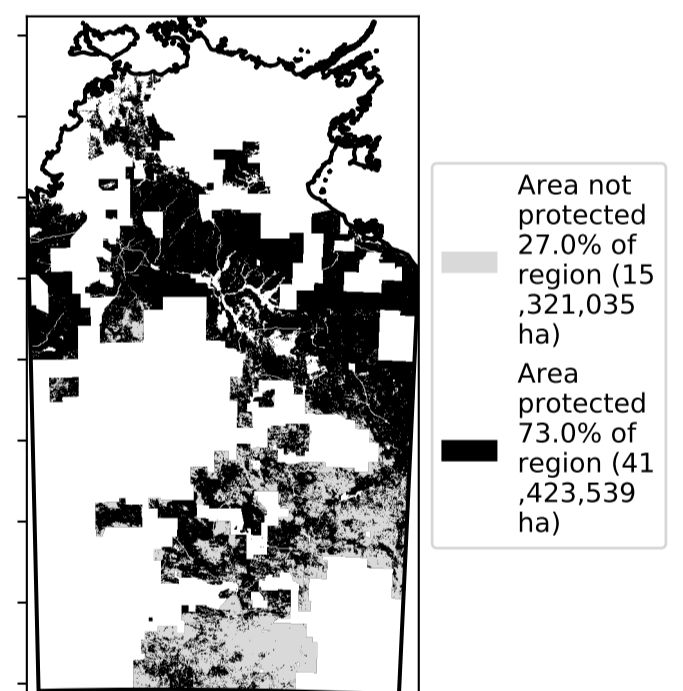 Area not
protected
27.0% of
region (15
,321,035
ha)
Area
protected
73.0% of
region (41
,423,539
ha)